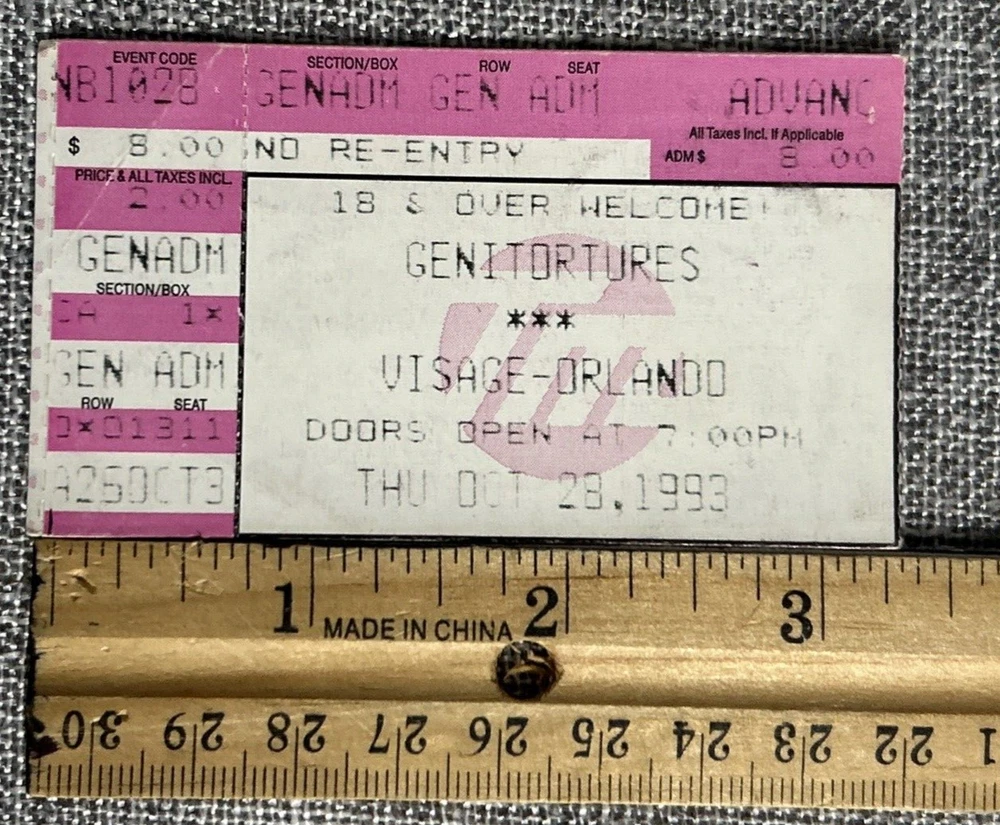 EVENT CODE SECTION/BOX ROW SEAT
NB1028 GENADM GEN ADM ADVANC
All Taxes Incl. If Applicable
$ 8.00 NO RE-ENTRY ADM $ 8 00
PRICE & ALL TAXES INCL.
2.00 18 & OVER WELCOME!
GENADM GENITORTURES
SECTION/BOX
CA 1× ***
GEN ADM VISAGE-ORLANDO
ROW SEAT
0×01311 DOORS OPEN AT 7:00PM
A26OCT3 THU OCT 28,1993
1 2 3
MADE IN CHINA
30 29 28 27 26 25 24 23 22